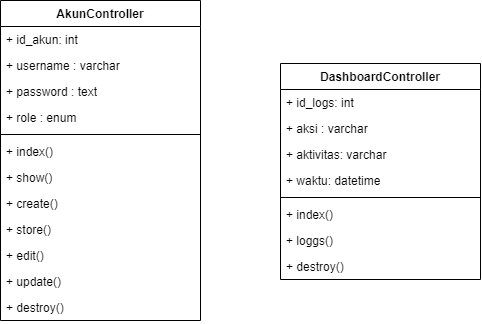 AkunController
+ id_akun: int
+ username : varchar
+ password : text
+ role : enum
+ index()
+ show()
+ create()
+ store()
+ edit()
+ update()
+ destroy()
DashboardController
+ id_logs: int
+ aksi : varchar
+ aktivitas: varchar
+ waktu: datetime
+ index()
+ loggs()
+ destroy()